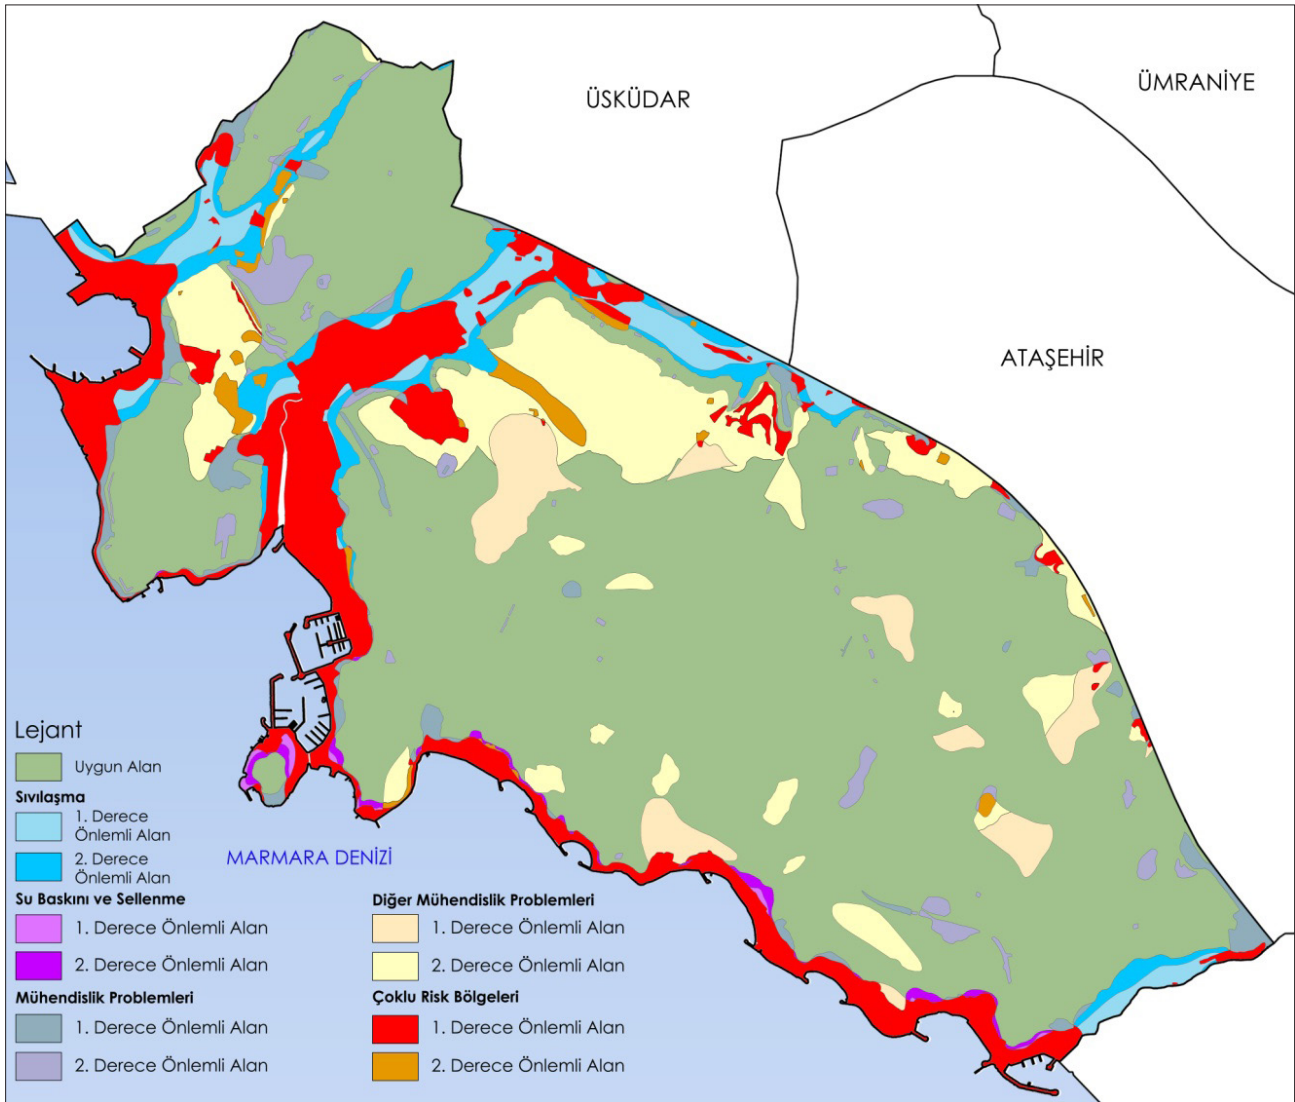 ÜSKÜDAR
ÜMRANİYE
ATAŞEHİR
Lejant
Uygun Alan
Sıvılaşma
1. Derece
Önlemli Alan
2. Derece
Önlemli Alan
MARMARA DENİZİ
Su Baskını ve Sellenme
1. Derece Önlemli Alan
2. Derece Önlemli Alan
Mühendislik Problemleri
1. Derece Önlemli Alan
2. Derece Önlemli Alan
Diğer Mühendislik Problemleri
1. Derece Önlemli Alan
2. Derece Önlemli Alan
Çoklu Risk Bölgeleri
1. Derece Önlemli Alan
2. Derece Önlemli Alan